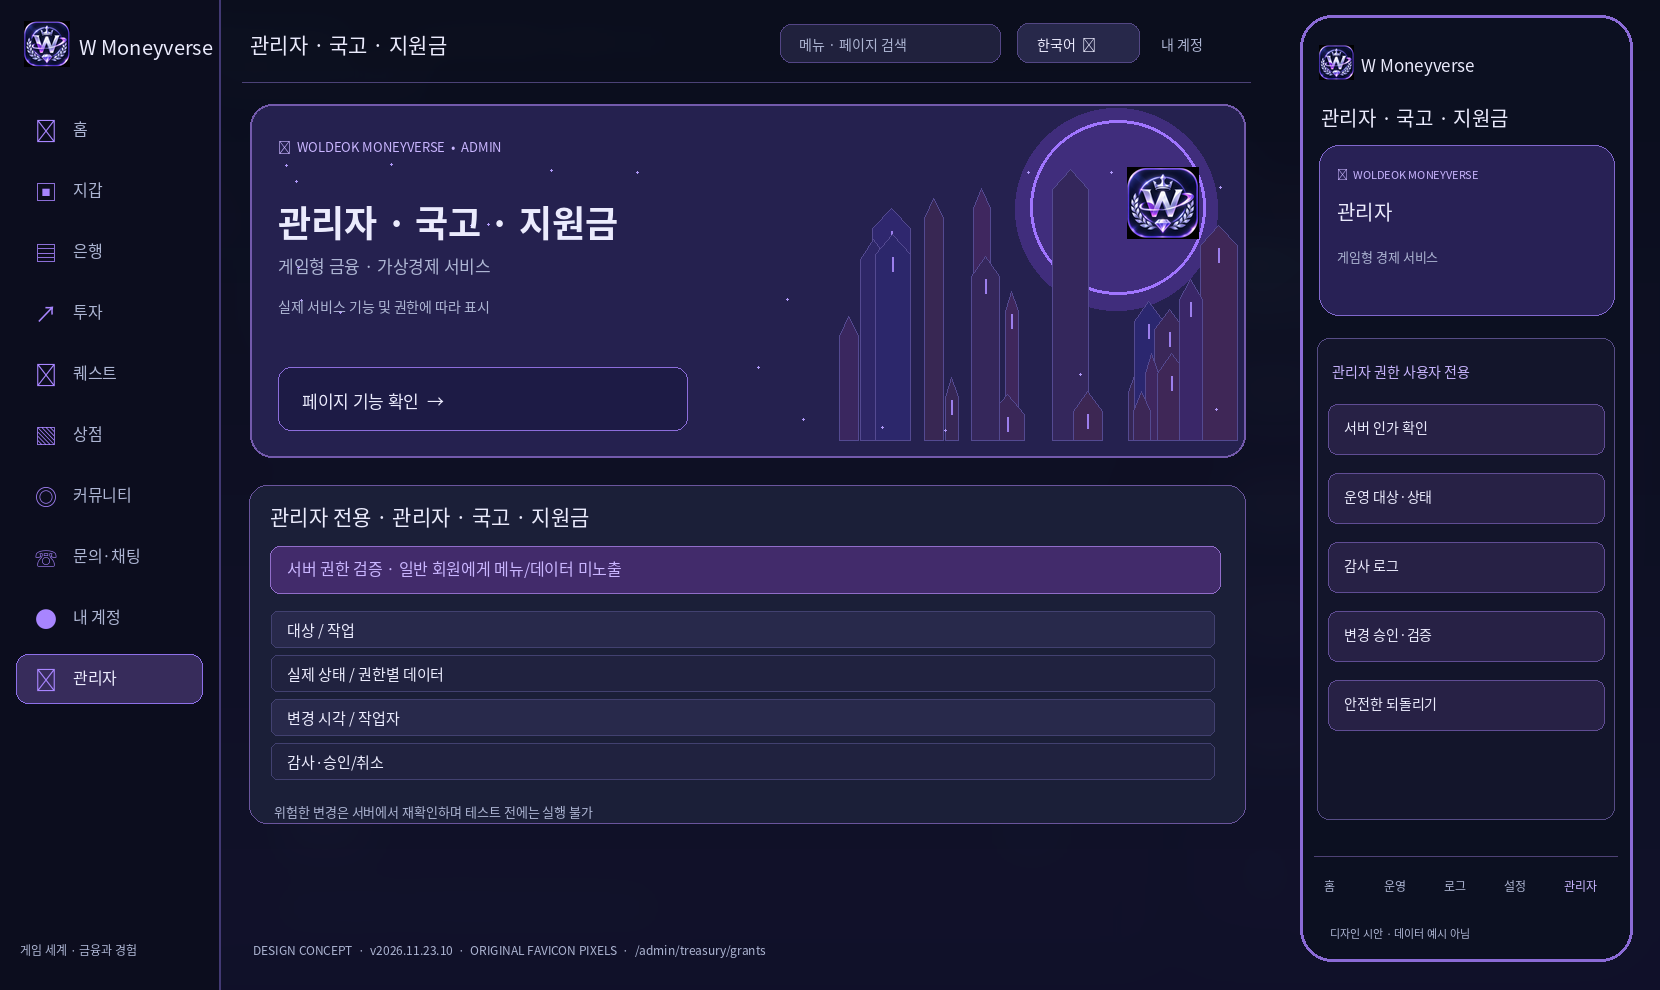 W Moneyverse
홈
지갑
은행
투자
퀘스트
상점
커뮤니티
문의·채팅
내 계정
관리자
게임 세계 · 금융과 경험
관리자 · 국고 · 지원금
메뉴 · 페이지 검색
한국어
내 계정
WOLDEOK MONEYVERSE • ADMIN
관리자 · 국고 · 지원금
게임형 금융 · 가상경제 서비스
실제 서비스 기능 및 권한에 따라 표시
페이지 기능 확인 →
관리자 전용 · 관리자 · 국고 · 지원금
서버 권한 검증 · 일반 회원에게 메뉴/데이터 미노출
대상 / 작업
실제 상태 / 권한별 데이터
변경 시각 / 작업자
감사·승인/취소
위험한 변경은 서버에서 재확인하며 테스트 전에는 실행 불가
DESIGN CONCEPT · v2026.11.23.10 · ORIGINAL FAVICON PIXELS · /admin/treasury/grants
W Moneyverse
관리자 · 국고 · 지원금
WOLDEOK MONEYVERSE
관리자
게임형 경제 서비스
관리자 권한 사용자 전용
서버 인가 확인
운영 대상·상태
감사 로그
변경 승인·검증
안전한 되돌리기
홈 운영 로그 설정 관리자
디자인 시안 · 데이터 예시 아님